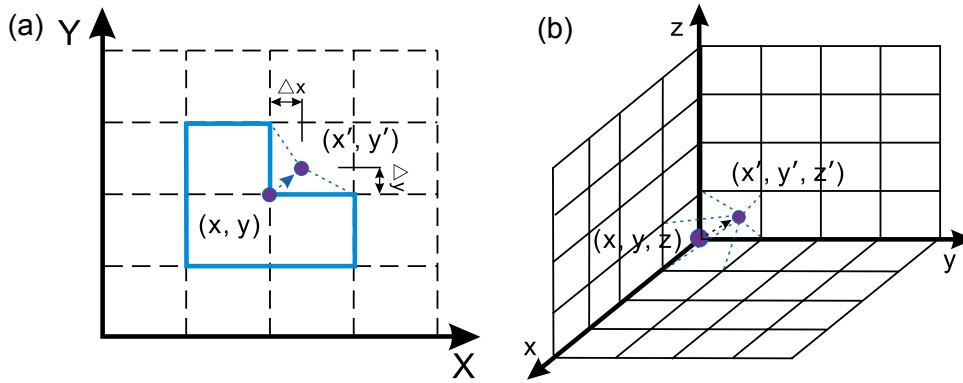 (a)
Y
△x
(x′, y′)
△y
(x, y)
X
(b)
z
(x′, y′, z′)
(x, y, z)
y
x